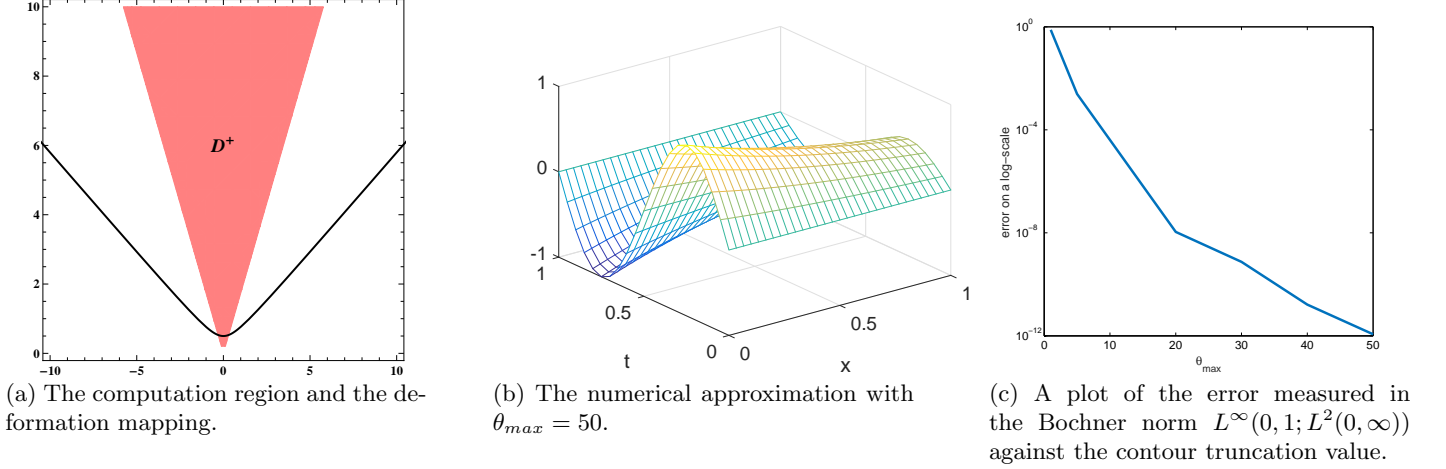 10
8
6
4
2
0
D+
−10 −5 0 5 10
(a) The computation region and the de-
formation mapping.
1
0
-1
1
0.5
0
0
0.5
1
t
x
(b) The numerical approximation with
θmax = 50.
10^0
10^−4
10^−8
10^−12
error on a log−scale
0 10 20 30 40 50
θmax
(c) A plot of the error measured in
the Bochner norm L^∞(0, 1; L^2(0, ∞))
against the contour truncation value.